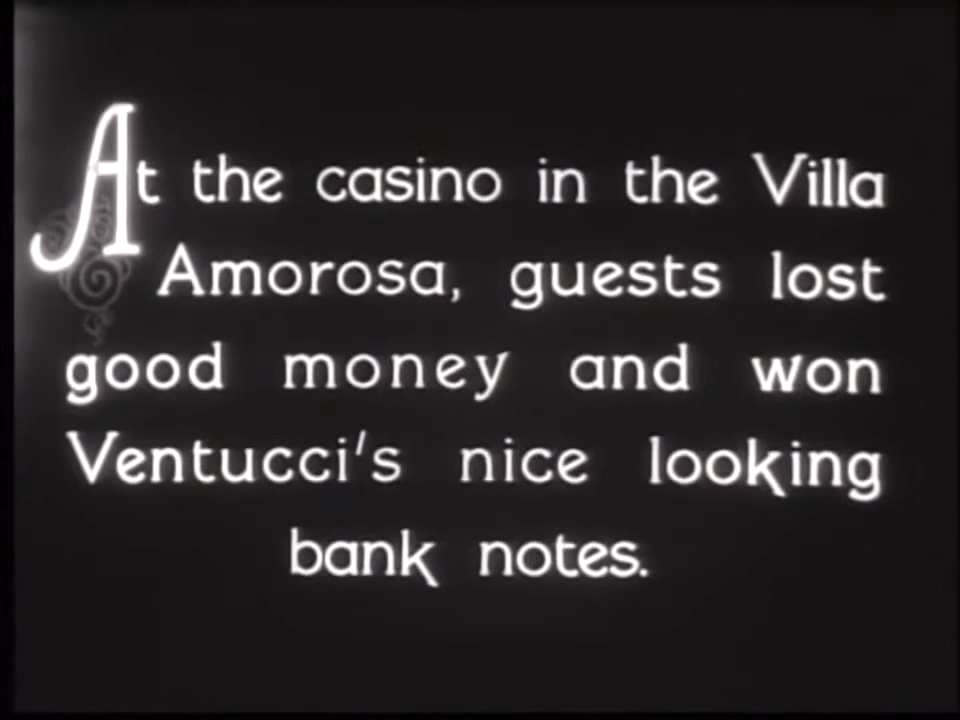 At the casino in the Villa
Amorosa, guests lost
good money and won
Ventucci's nice looking
bank notes.